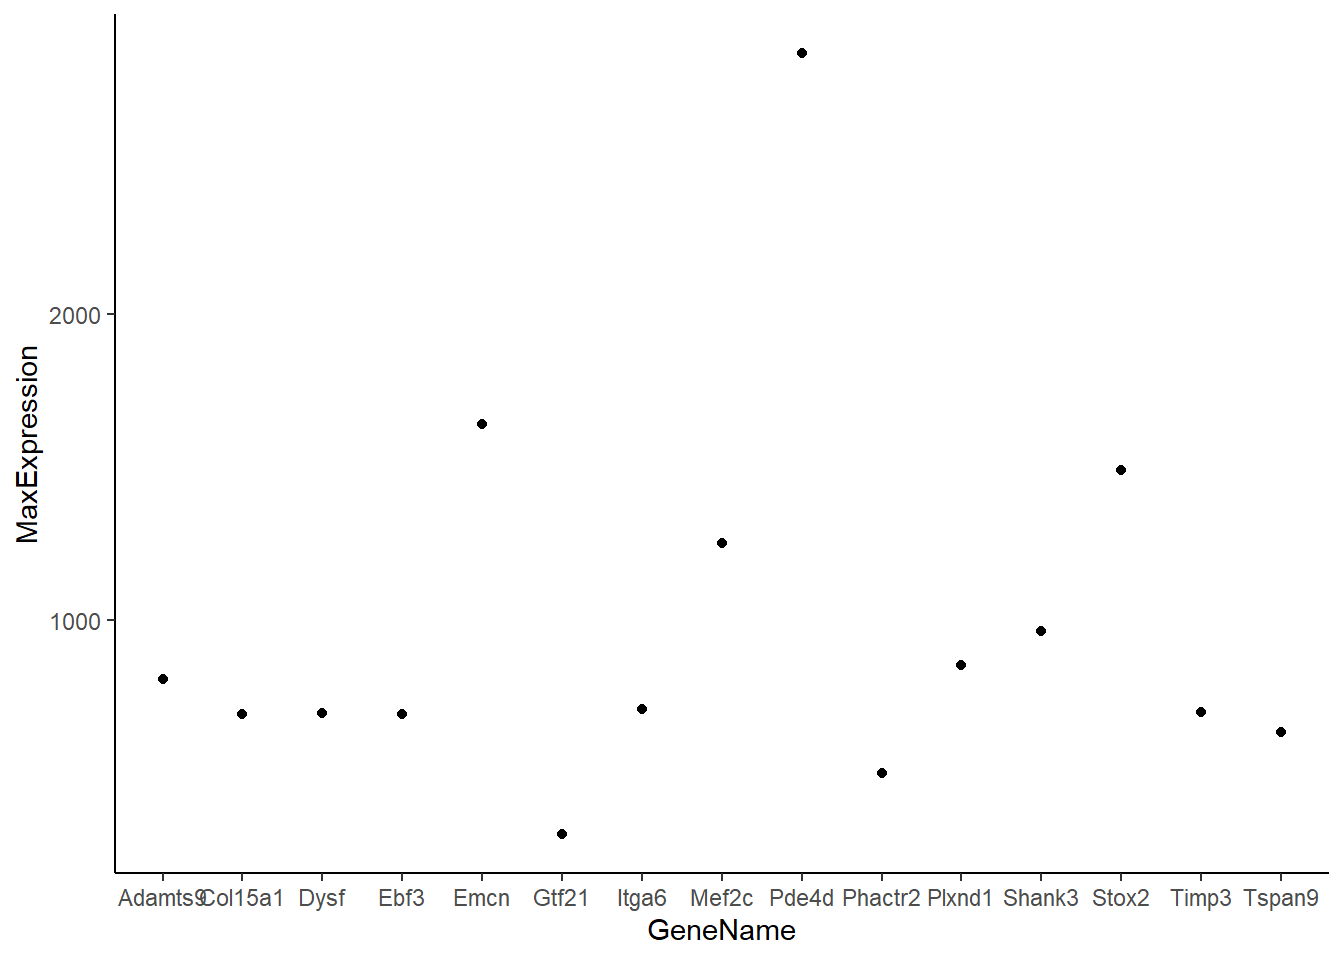 2000
1000
MaxExpression
Adamts9 Col15a1 Dysf Ebf3 Emcn Gtf21 Itga6 Mef2c Pde4d Phactr2 Plxnd1 Shank3 Stox2 Timp3 Tspan9
GeneName